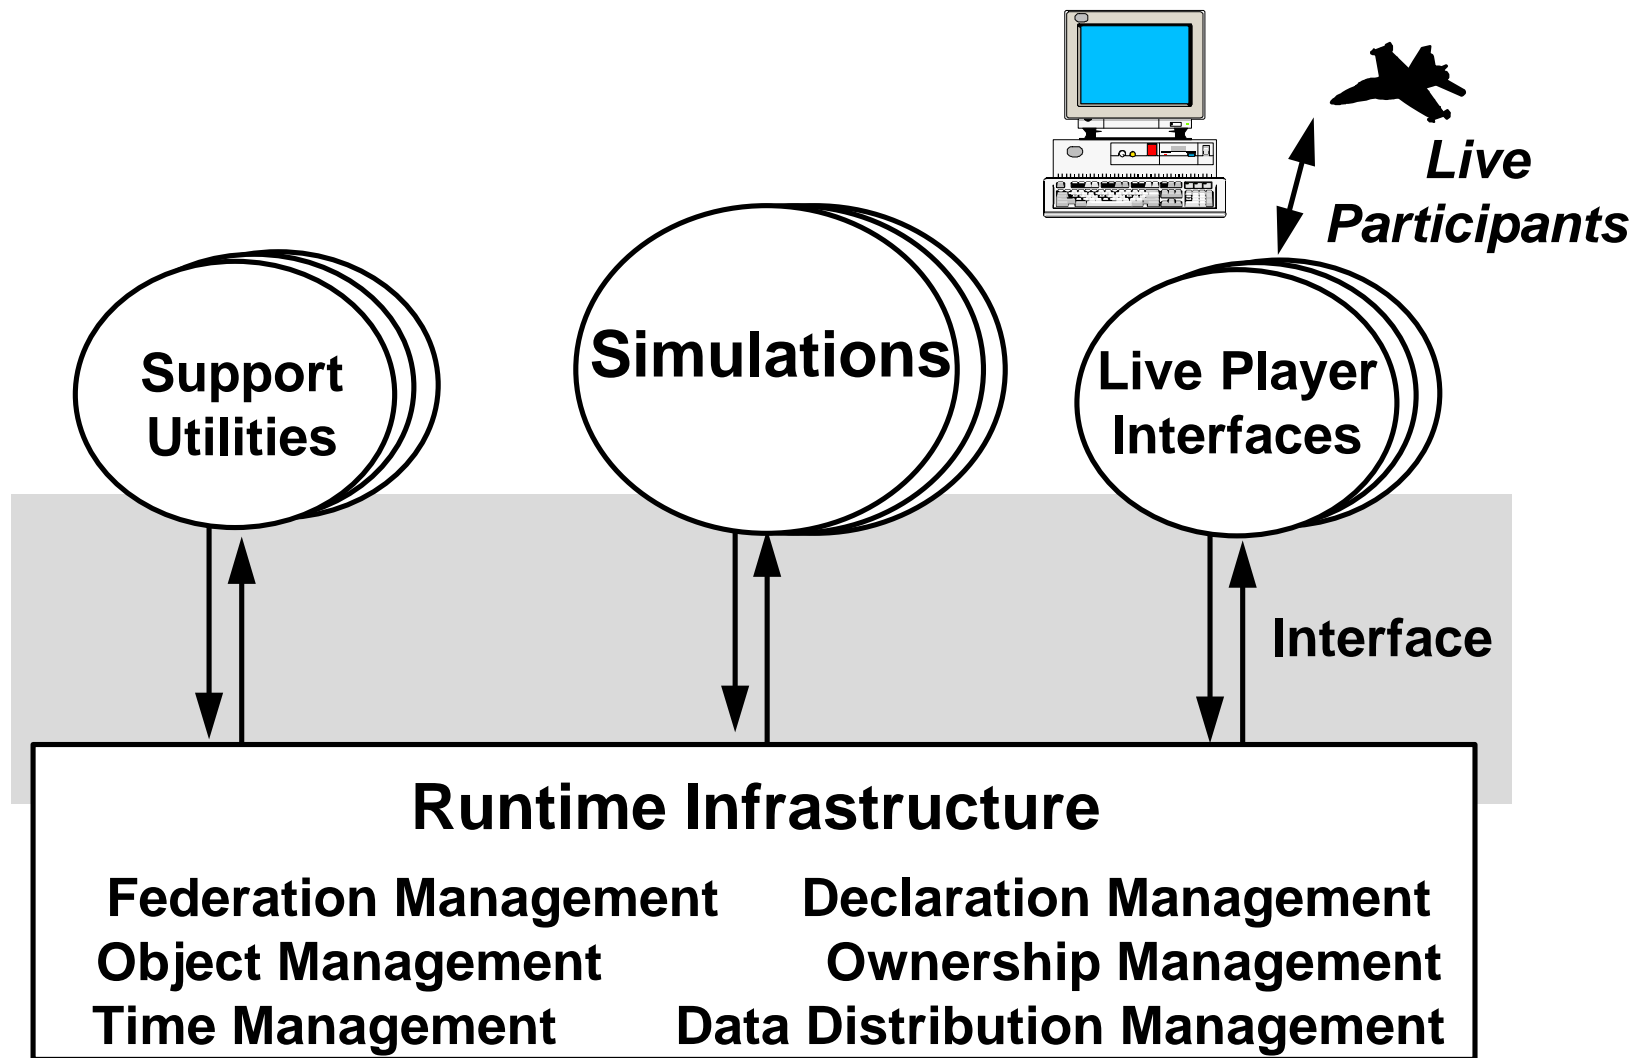 Live
Participants
Support
Utilities
Simulations
Live Player
Interfaces
Interface
Runtime Infrastructure
Federation Management Declaration Management
Object Management Ownership Management
Time Management Data Distribution Management